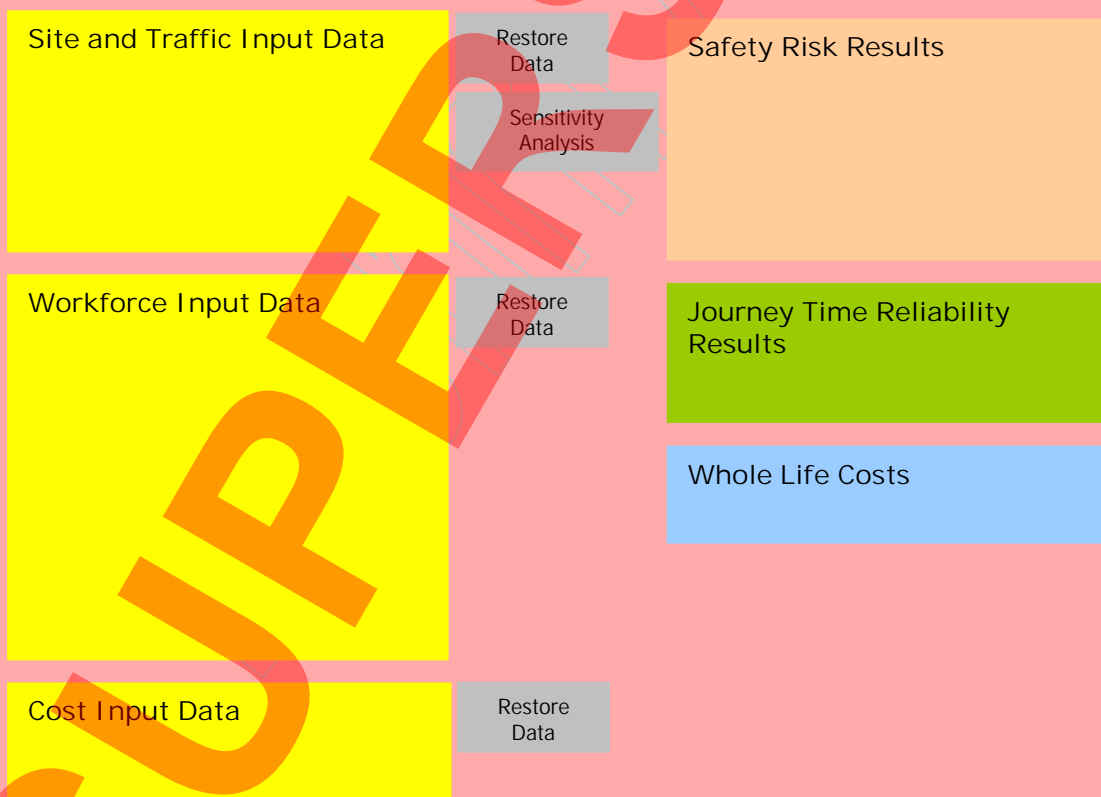 Site and Traffic Input Data
Restore
Data
Sensitivity
Analysis
Safety Risk Results
Workforce Input Data
Restore
Data
Journey Time Reliability
Results
Whole Life Costs
Cost Input Data
Restore
Data
SUPERS